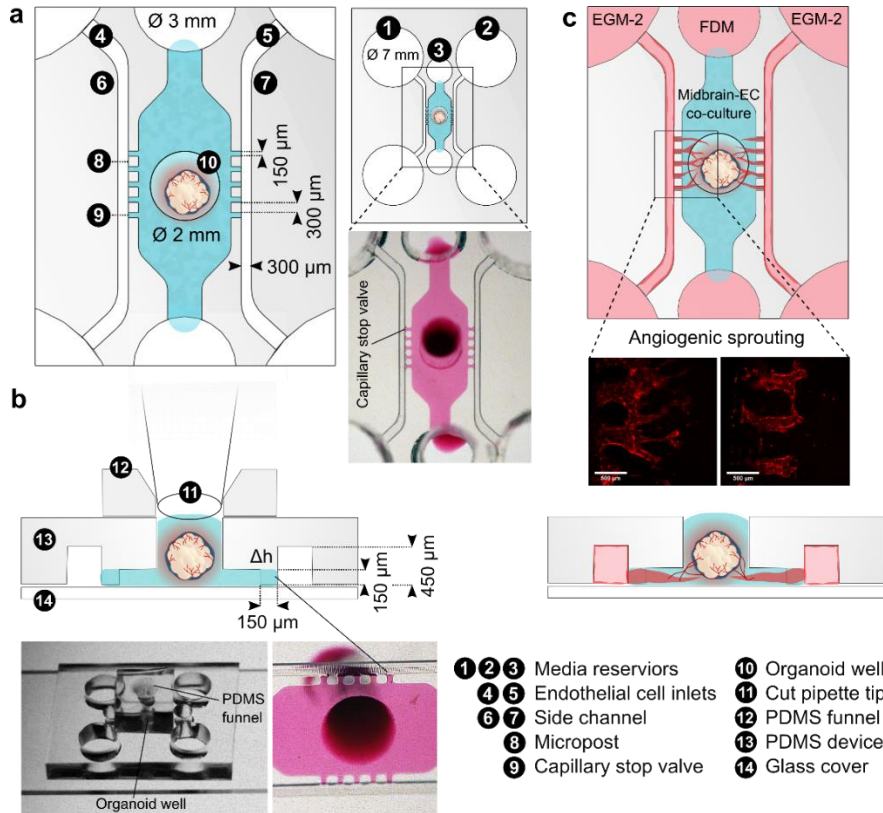 a
Ø 3 mm
4
5
6
7
8
9
10
Ø 2 mm
150 µm
300 µm
300 µm
1
2
3
Ø 7 mm
Capillary stop valve
c
EGM-2
FDM
EGM-2
Midbrain-EC
co-culture
Angiogenic sprouting
500 µm
500 µm
b
12
11
13
14
Δh
150 µm
450 µm
150 µm
PDMS
funnel
Organoid well
1 2 3 Media reserviors
4 5 Endothelial cell inlets
6 7 Side channel
8 Micropost
9 Capillary stop valve
10 Organoid well
11 Cut pipette tip
12 PDMS funnel
13 PDMS device
14 Glass cover